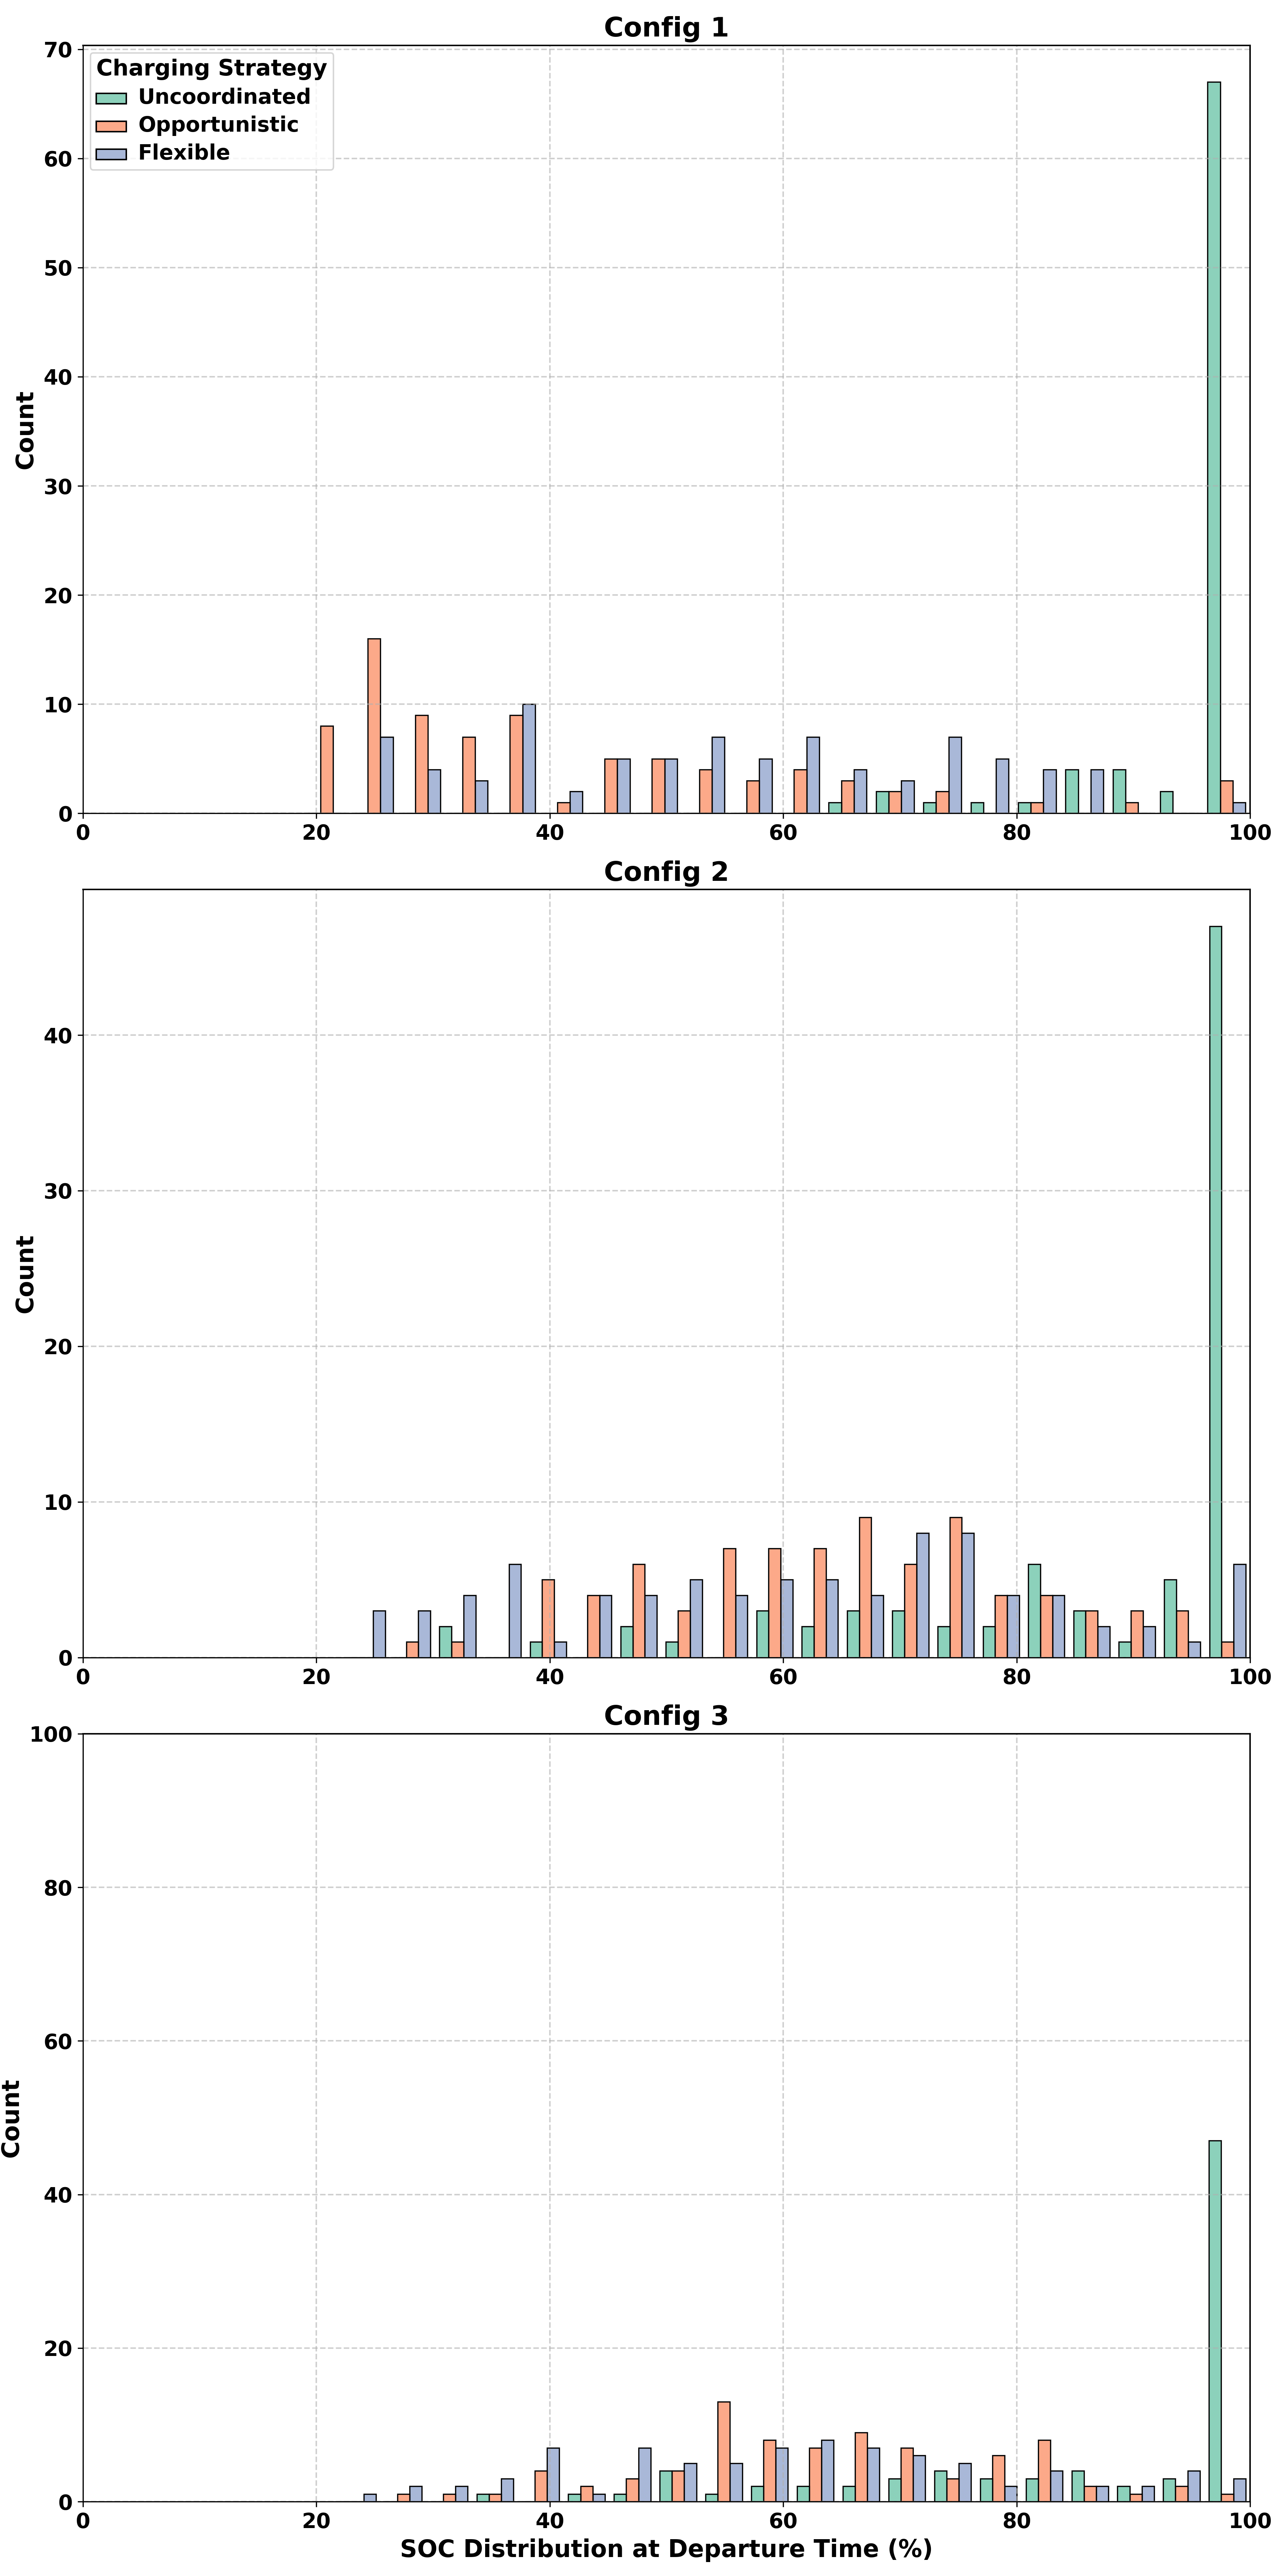 Config 1
70
60
50
40
30
20
10
0
Count
Charging Strategy
Uncoordinated
Opportunistic
Flexible
0 20 40 60 80 100
Config 2
40
30
20
10
0
Count
0 20 40 60 80 100
Config 3
100
80
60
40
20
0
Count
0 20 40 60 80 100
SOC Distribution at Departure Time (%)